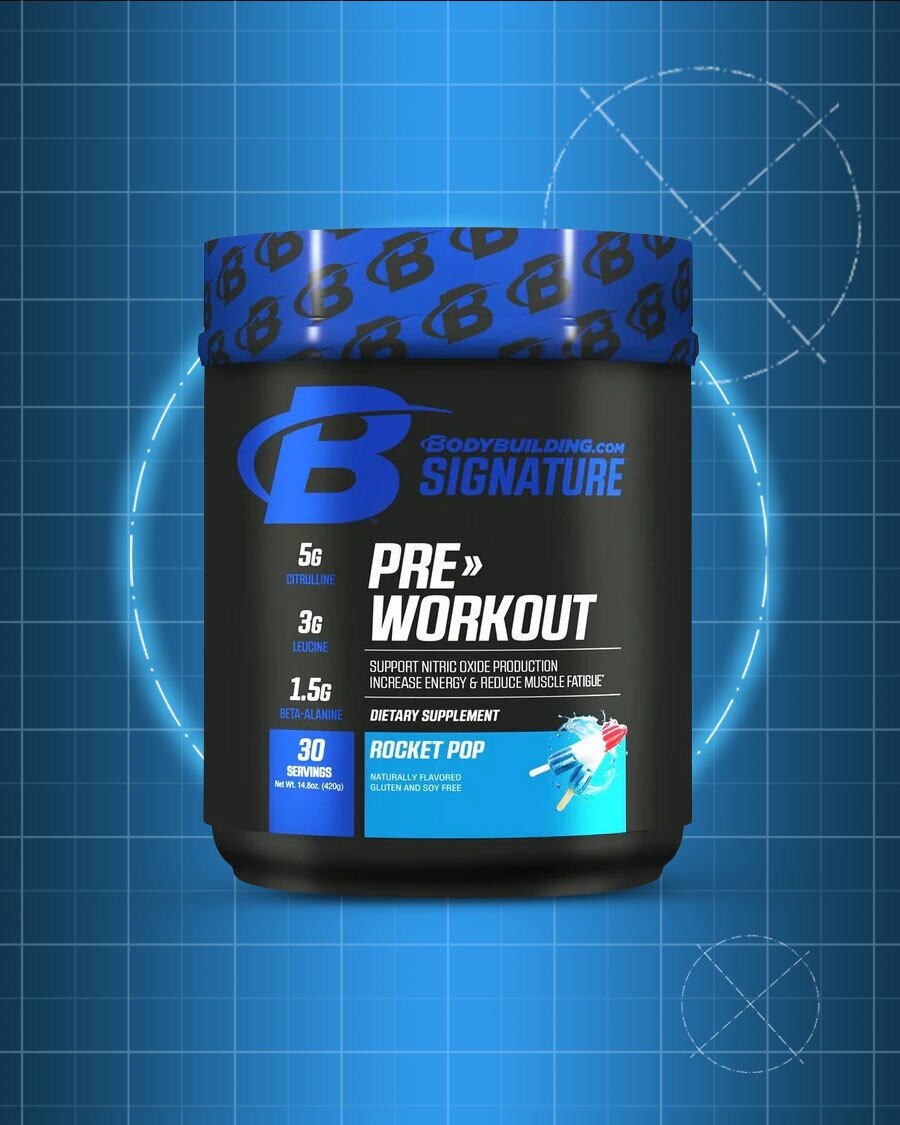 B
BODYBUILDING.COM
SIGNATURE
™
5G
CITRULLINE
3G
LEUCINE
1.5G
BETA-ALANINE
30
SERVINGS
Net Wt. 14.8oz. (420g)
PRE»
WORKOUT
SUPPORT NITRIC OXIDE PRODUCTION
INCREASE ENERGY & REDUCE MUSCLE FATIGUE*
DIETARY SUPPLEMENT
ROCKET POP
NATURALLY FLAVORED
GLUTEN AND SOY FREE